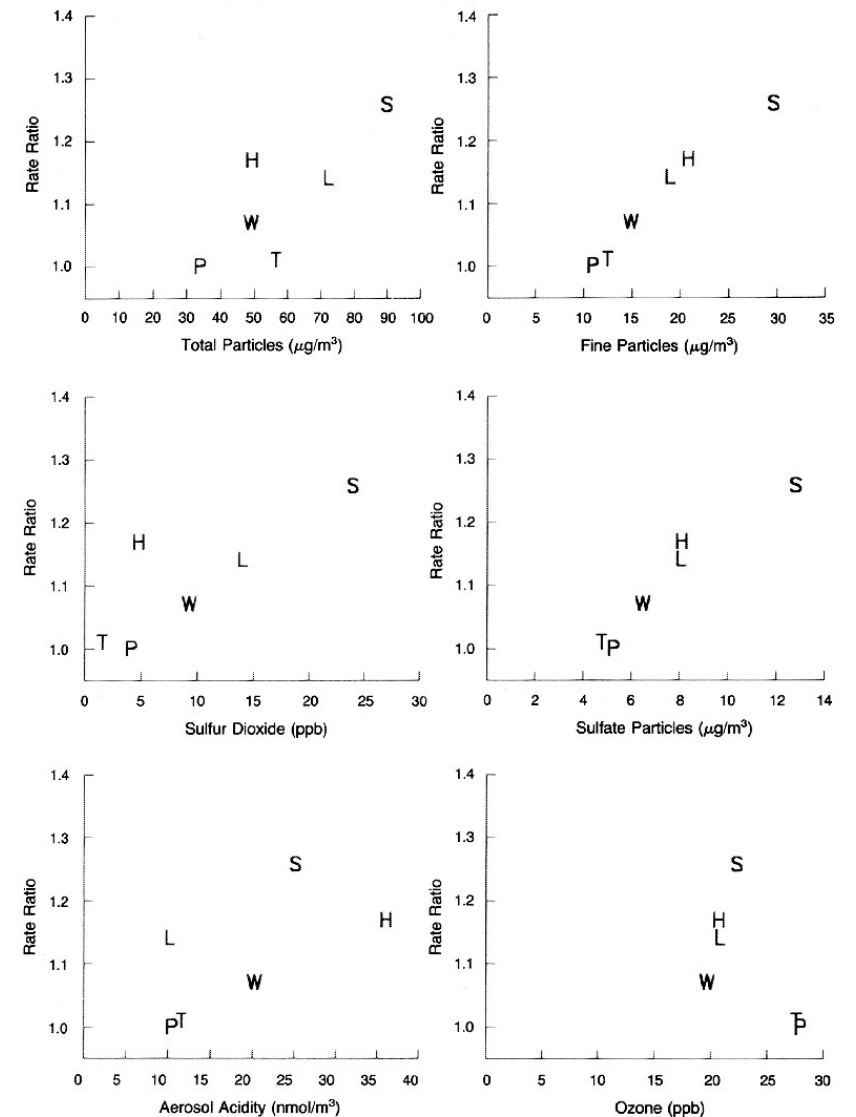 1.4
1.3
S
1.2
H
L
1.1
W
T
P
1.0
Rate Ratio
0 10 20 30 40 50 60 70 80 90 100
Total Particles (μg/m³)
1.4
1.3
S
1.2
H
L
1.1
W
T
P
1.0
Rate Ratio
0 5 10 15 20 25 30 35
Fine Particles (μg/m³)
1.4
1.3
S
1.2
H
L
1.1
W
T
P
1.0
Rate Ratio
0 5 10 15 20 25 30
Sulfur Dioxide (ppb)
1.4
1.3
S
1.2
H
L
1.1
W
T
P
1.0
Rate Ratio
0 2 4 6 8 10 12 14
Sulfate Particles (μg/m³)
1.4
1.3
S
1.2
H
L
1.1
W
T
P
1.0
Rate Ratio
0 5 10 15 20 25 30 35 40
Aerosol Acidity (nmol/m³)
1.4
1.3
S
1.2
H
L
1.1
W
T
P
1.0
Rate Ratio
0 5 10 15 20 25 30
Ozone (ppb)